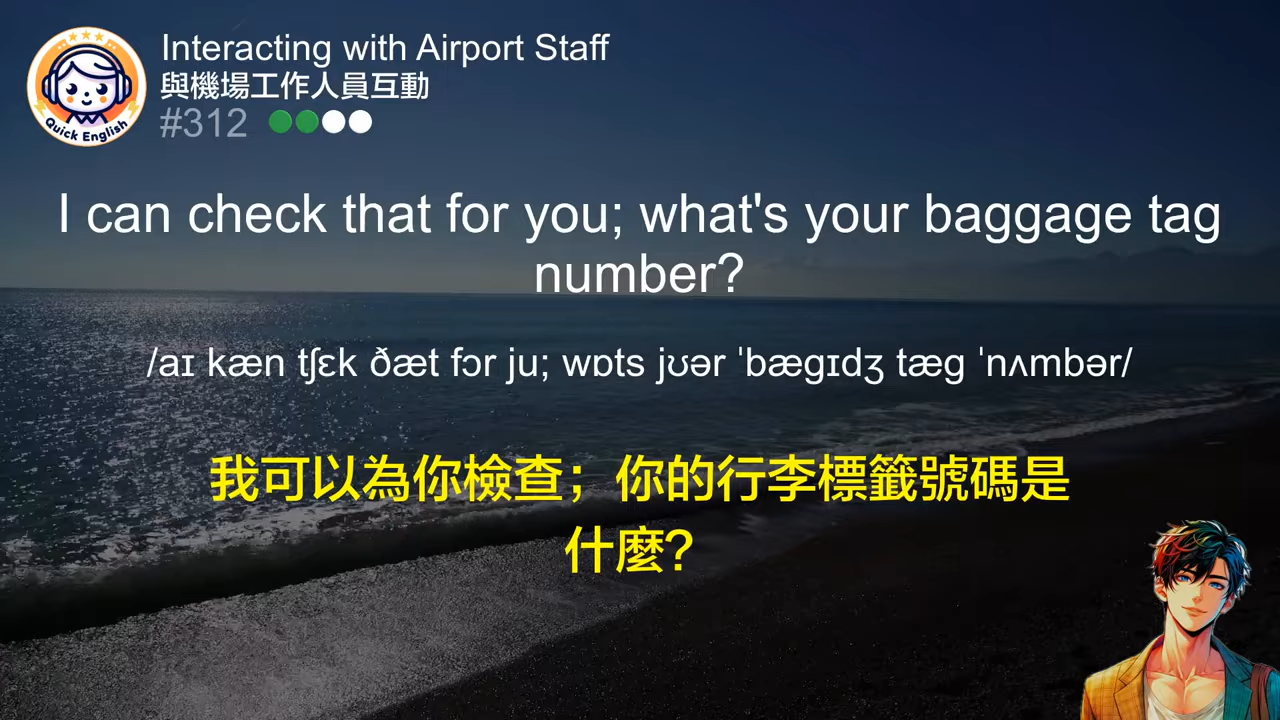 Quick English
Interacting with Airport Staff
與機場工作人員互動
#312
I can check that for you; what's your baggage tag
number?
/aɪ kæn tʃɛk ðæt fɔr ju; wɒts jʊər ˈbægɪdʒ tæg ˈnʌmbər/
我可以為你檢查；你的行李標籤號碼是
什麼?